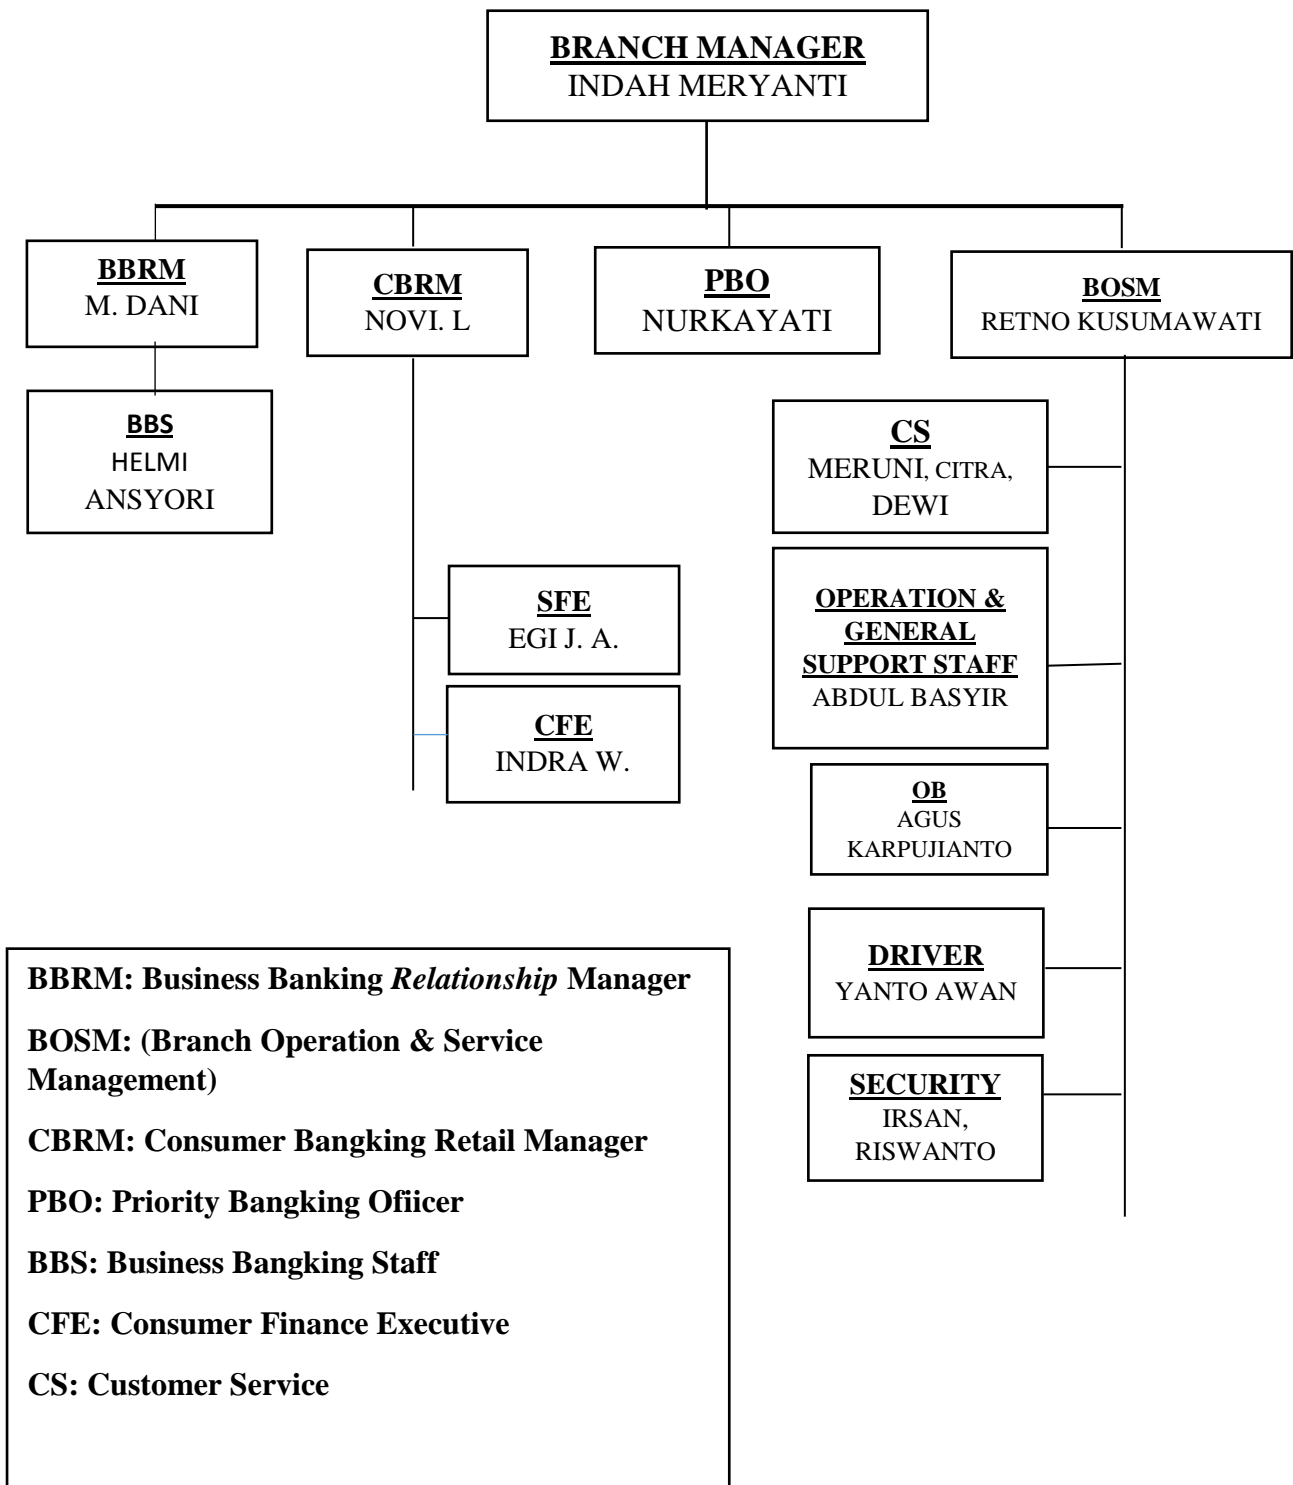 BRANCH MANAGER
INDAH MERYANTI
BBRM
M. DANI
CBRM
NOVI. L
PBO
NURKAYATI
BOSM
RETNO KUSUMAWATI
BBS
HELMI
ANSYORI
CS
MERUNI, CITRA,
DEWI
SFE
EGI J. A.
OPERATION &
GENERAL
SUPPORT STAFF
ABDUL BASYIR
CFE
INDRA W.
OB
AGUS
KARPUJIANTO
DRIVER
YANTO AWAN
SECURITY
IRSAN,
RISWANTO
BBRM: Business Banking Relationship Manager
BOSM: (Branch Operation & Service
Management)
CBRM: Consumer Bangking Retail Manager
PBO: Priority Bangking Ofiicer
BBS: Business Bangking Staff
CFE: Consumer Finance Executive
CS: Customer Service